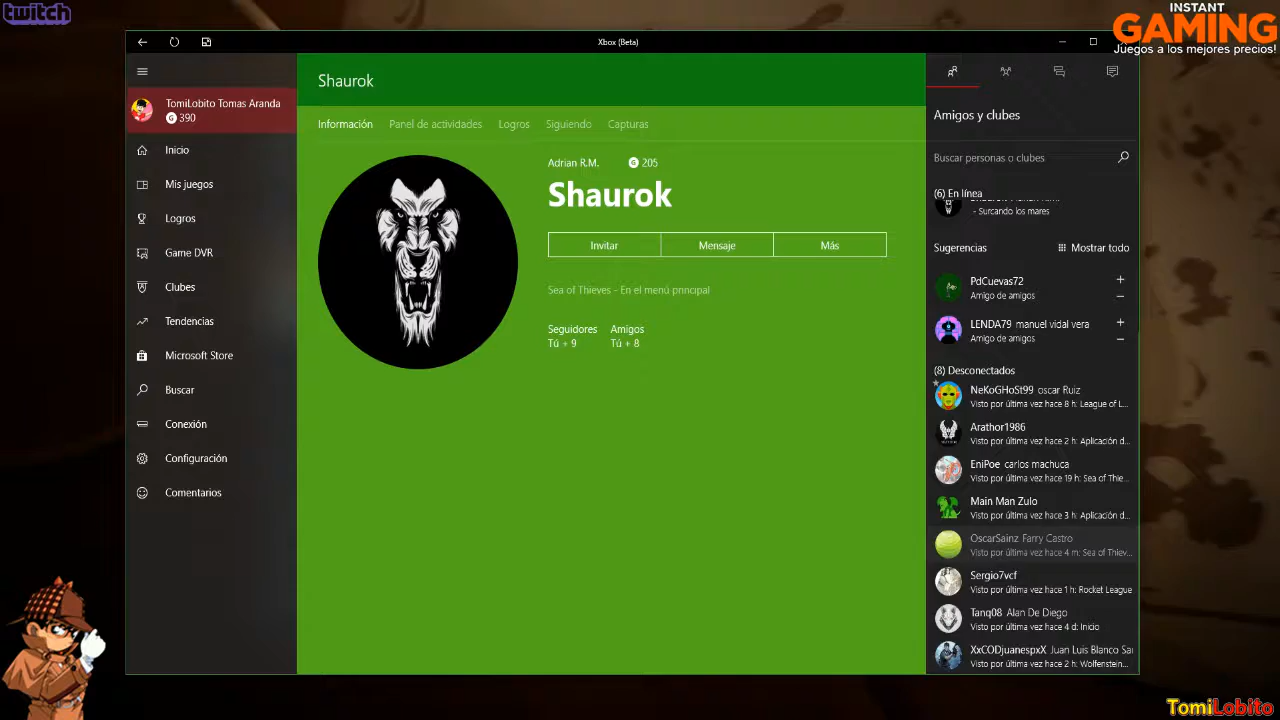 twitch
INSTANT
GAMING
Juegos a los mejores precios!
Xbox (Beta)
TomiLobito Tomas Aranda
G 390
Inicio
Mis juegos
Logros
Game DVR
Clubes
Tendencias
Microsoft Store
Buscar
Conexión
Configuración
Comentarios
Shaurok
Información Panel de actividades Logros Siguiendo Capturas
Adrian R.M. G 205
Shaurok
Invitar Mensaje Más
Sea of Thieves - En el menú principal
Seguidores Amigos
Tú + 9 Tú + 8
Amigos y clubes
Buscar personas o clubes
(6) En línea
- Surcando los mares
Sugerencias Mostrar todo
PdCuevas72
Amigo de amigos
LENDA79 manuel vidal vera
Amigo de amigos
(8) Desconectados
NeKoGHoSt99 oscar Ruiz
Visto por última vez hace 8 h: League of L...
Arathor1986
Visto por última vez hace 2 h: Aplicación d...
EniPoe carlos machuca
Visto por última vez hace 19 h: Sea of Thie...
Main Man Zulo
Visto por última vez hace 3 h: Aplicación d...
OscarSainz Farry Castro
Visto por última vez hace 4 m: Sea of Thiev...
Sergio7vcf
Visto por última vez hace 1 h: Rocket League
Tanq08 Alan De Diego
Visto por última vez hace 4 d: Inicio
XxCODjuanespxX Juan Luis Blanco Sa
Visto por última vez hace 2 h: Wolfenstein...
TomiLobito